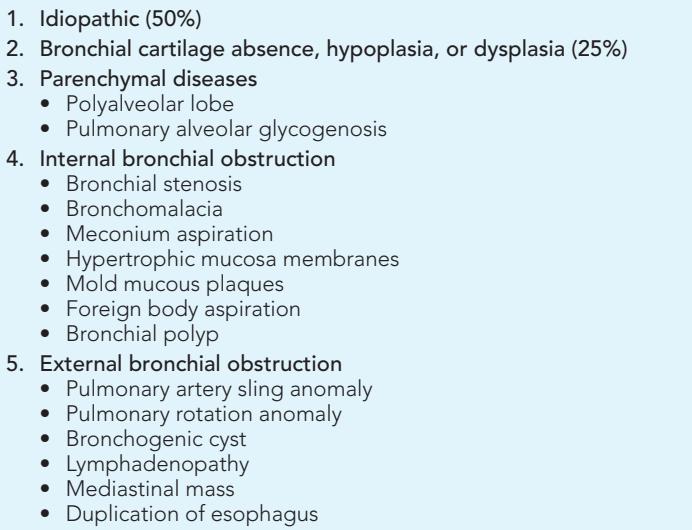 1. Idiopathic (50%)
2. Bronchial cartilage absence, hypoplasia, or dysplasia (25%)
3. Parenchymal diseases
• Polyalveolar lobe
• Pulmonary alveolar glycogenosis
4. Internal bronchial obstruction
• Bronchial stenosis
• Bronchomalacia
• Meconium aspiration
• Hypertrophic mucosa membranes
• Mold mucous plaques
• Foreign body aspiration
• Bronchial polyp
5. External bronchial obstruction
• Pulmonary artery sling anomaly
• Pulmonary rotation anomaly
• Bronchogenic cyst
• Lymphadenopathy
• Mediastinal mass
• Duplication of esophagus